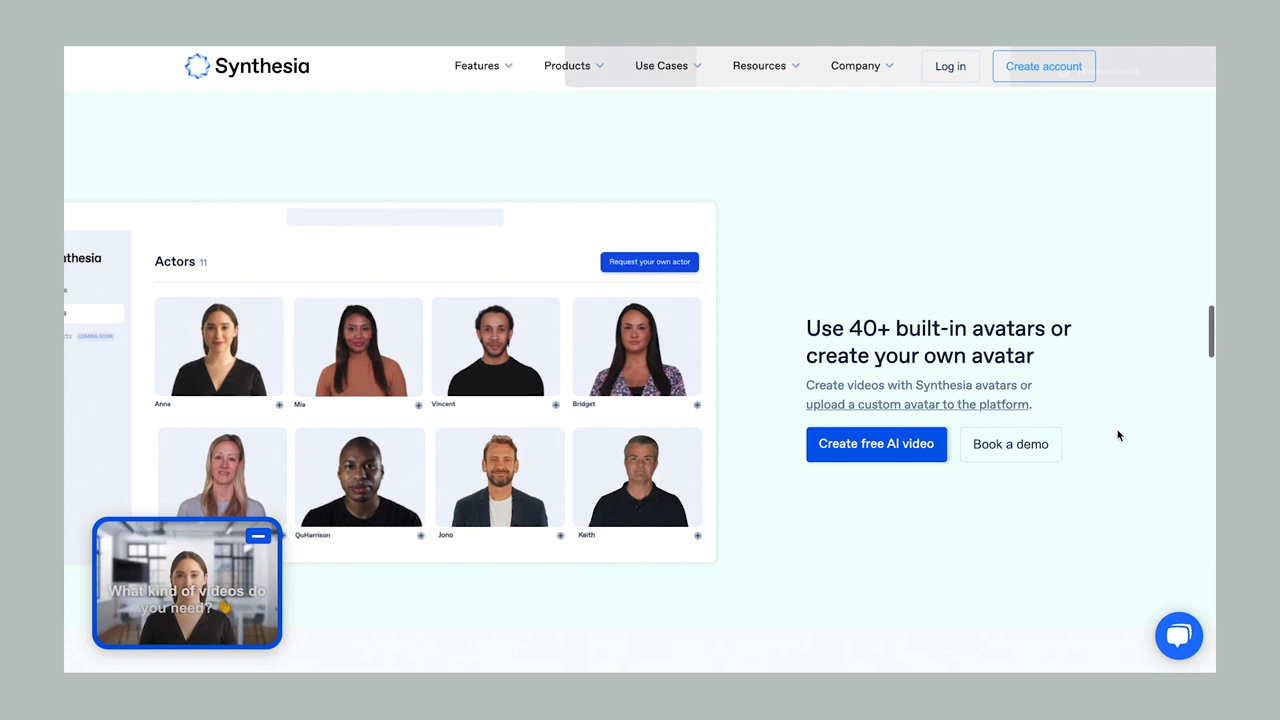 Synthesia
Features
Products
Use Cases
Resources
Company
Log in
Create account
nthesia
Actors 11
Request your own actor
s
s
cts COMING SOON
Anna
Mia
Vincent
Bridget
QuHarrison
Jono
Keith
What kind of videos do
you need? 👋
Use 40+ built-in avatars or
create your own avatar
Create videos with Synthesia avatars or
upload a custom avatar to the platform.
Create free AI video
Book a demo